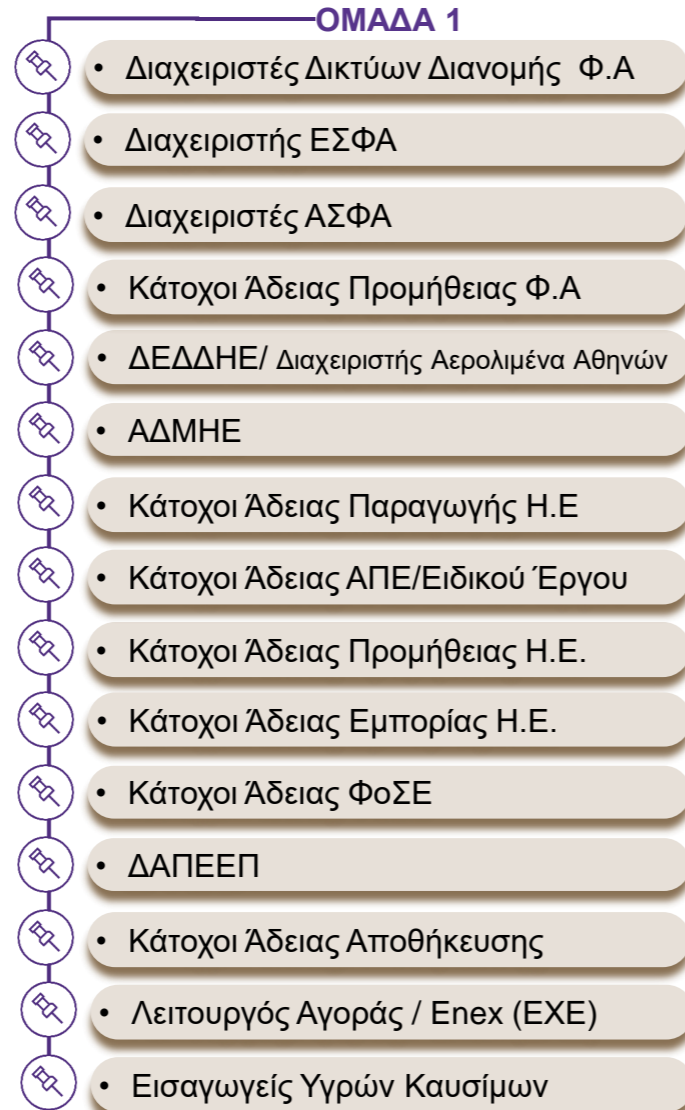 ΟΜΑΔΑ 1
• Διαχειριστές Δικτύων Διανομής Φ.Α
• Διαχειριστής ΕΣΦΑ
• Διαχειριστές ΑΣΦΑ
• Κάτοχοι Άδειας Προμήθειας Φ.Α
• ΔΕΔΔΗΕ/ Διαχειριστής Αερολιμένα Αθηνών
• ΑΔΜΗΕ
• Κάτοχοι Άδειας Παραγωγής Η.Ε
• Κάτοχοι Άδειας ΑΠΕ/Ειδικού Έργου
• Κάτοχοι Άδειας Προμήθειας Η.Ε.
• Κάτοχοι Άδειας Εμπορίας Η.Ε.
• Κάτοχοι Άδειας ΦοΣΕ
• ΔΑΠΕΕΠ
• Κάτοχοι Άδειας Αποθήκευσης
• Λειτουργός Αγοράς / Enex (ΕΧΕ)
• Εισαγωγείς Υγρών Καυσίμων